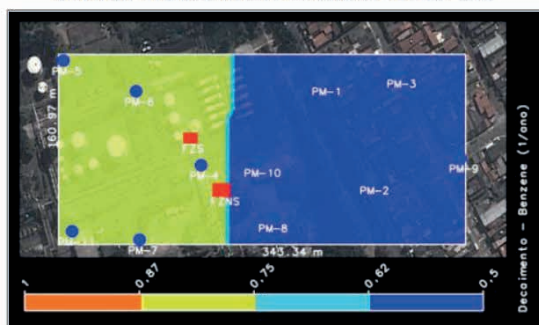 PM-5
PM-6
PM-1
PM-3
160.97 m
FZS
PM-4
PM-10
PM-9
FZNS
PM-2
PM-8
PM-7
343.34 m
Decaimento - Benzene (1/ano)
1
0.87
0.75
0.62
0.5